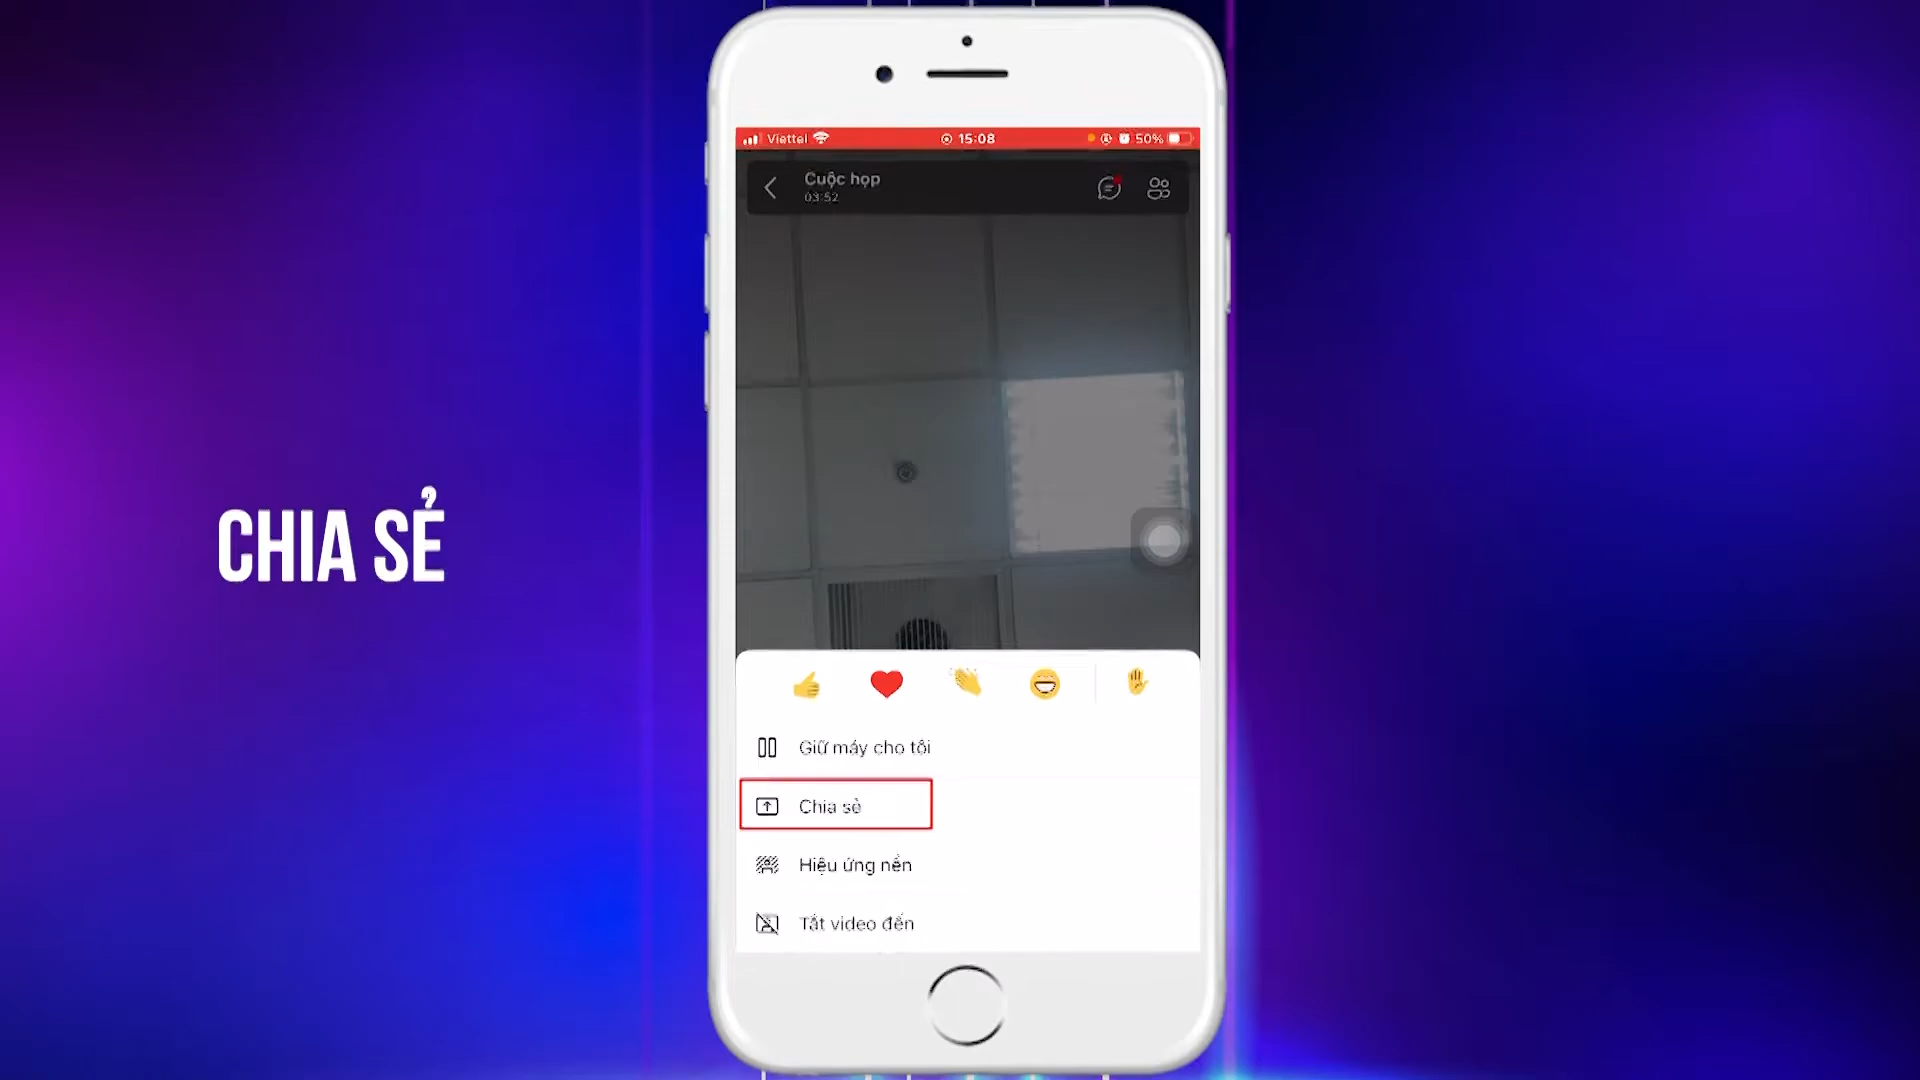 Viettel 15:08 50%
Cuộc họp
03:52
CHIA SẺ
Giữ máy cho tôi
Chia sẻ
Hiệu ứng nền
Tắt video đến